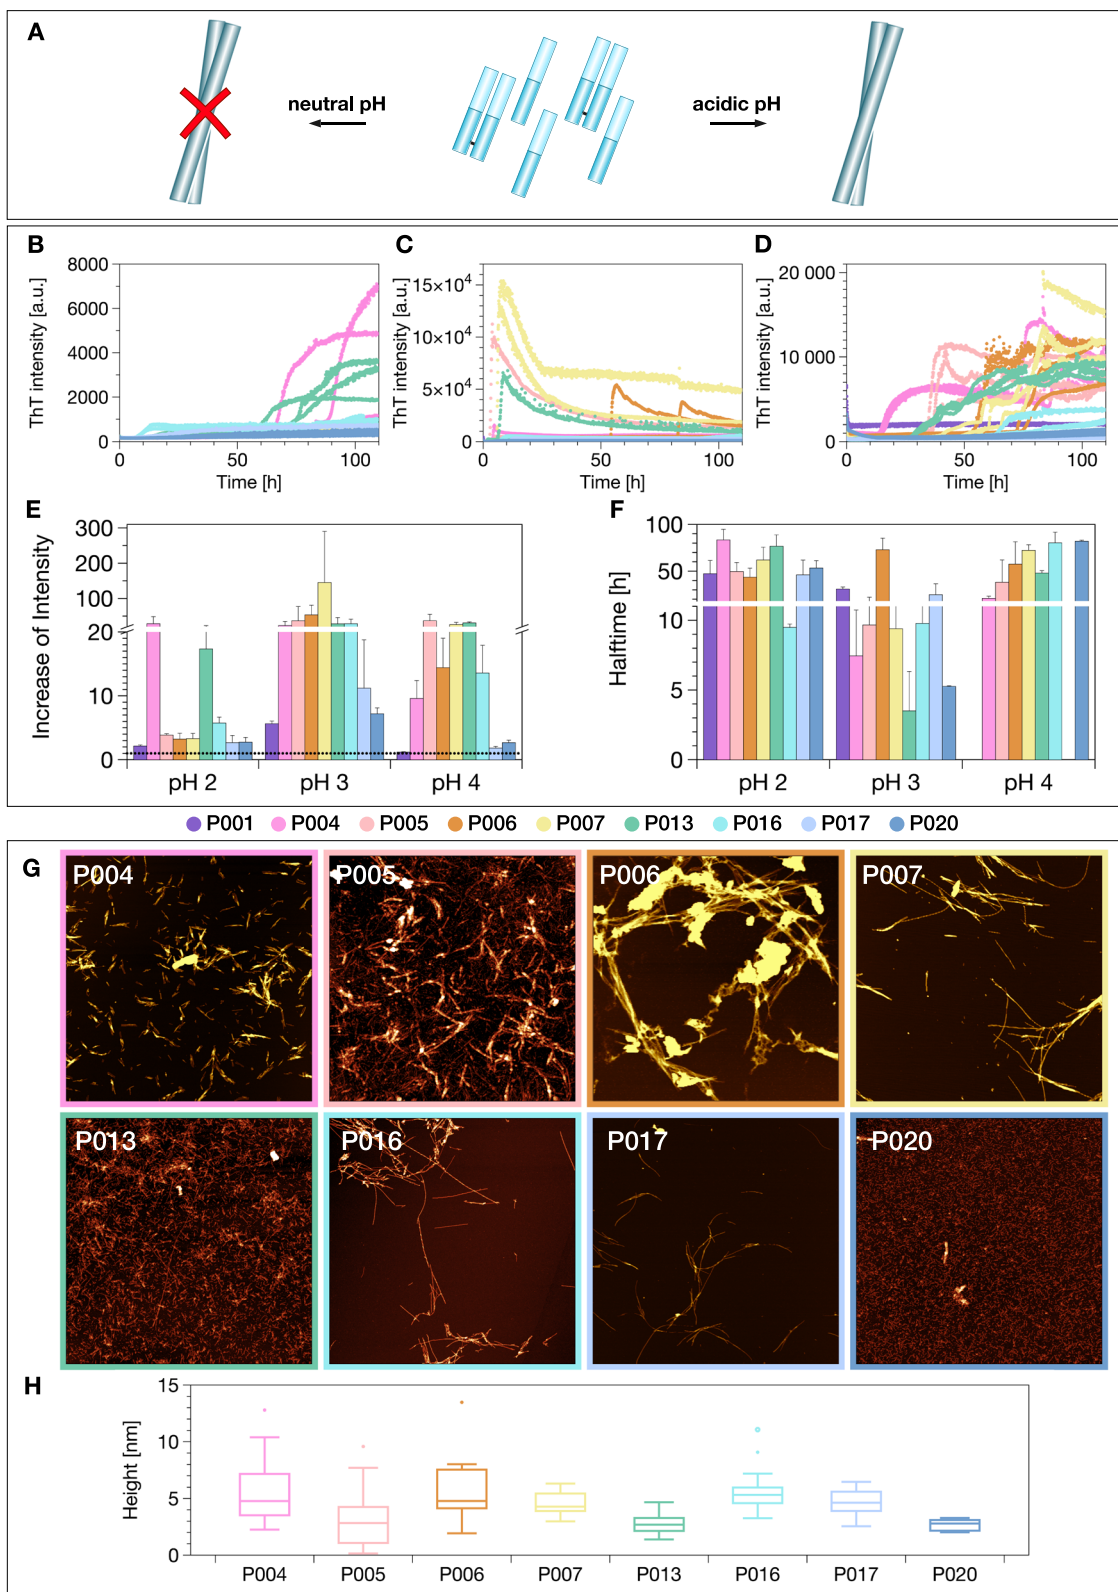 A
neutral pH
acidic pH
B
C
D
8000
6000
4000
2000
0
ThT intensity [a.u.]
0 50 100
Time [h]
15×10⁴
10×10⁴
5×10⁴
0
ThT intensity [a.u.]
0 50 100
Time [h]
20 000
10 000
0
ThT intensity [a.u.]
0 50 100
Time [h]
E
300
200
100
20
10
0
Increase of Intensity
pH 2 pH 3 pH 4
F
100
50
10
5
0
Halftime [h]
pH 2 pH 3 pH 4
P001 P004 P005 P006 P007 P013 P016 P017 P020
G
P004 P005 P006 P007
P013 P016 P017 P020
H
15
10
5
0
Height [nm]
P004 P005 P006 P007 P013 P016 P017 P020